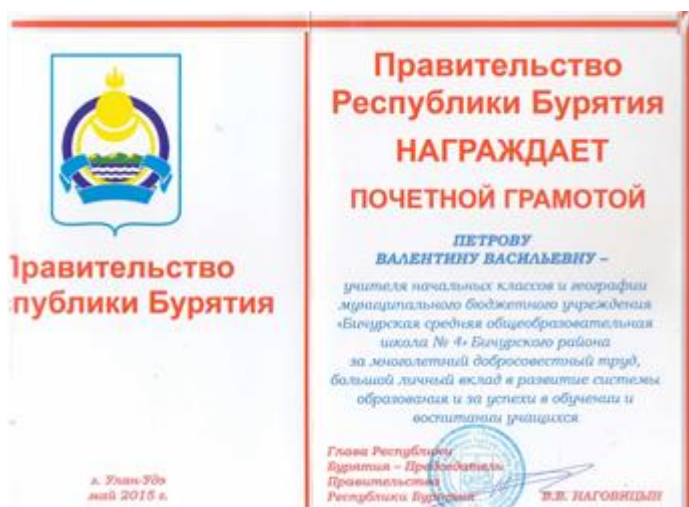 Правительство
спублики Бурятия
г. Улан-Удэ
май 2015 г.
Правительство
Республики Бурятия
НАГРАЖДАЕТ
ПОЧЕТНОЙ ГРАМОТОЙ
ПЕТРОВУ
ВАЛЕНТИНУ ВАСИЛЬЕВНУ –
учителя начальных классов и географии
муниципального бюджетного учреждения
«Бичурская средняя общеобразовательная
школа № 4» Бичурского района
за многолетний добросовестный труд,
большой личный вклад в развитие системы
образования и за успехи в обучении и
воспитании учащихся
Глава Республики
Бурятия – Председатель
Правительства
Республики Бурятия
В.В. НАГОВИЦЫН